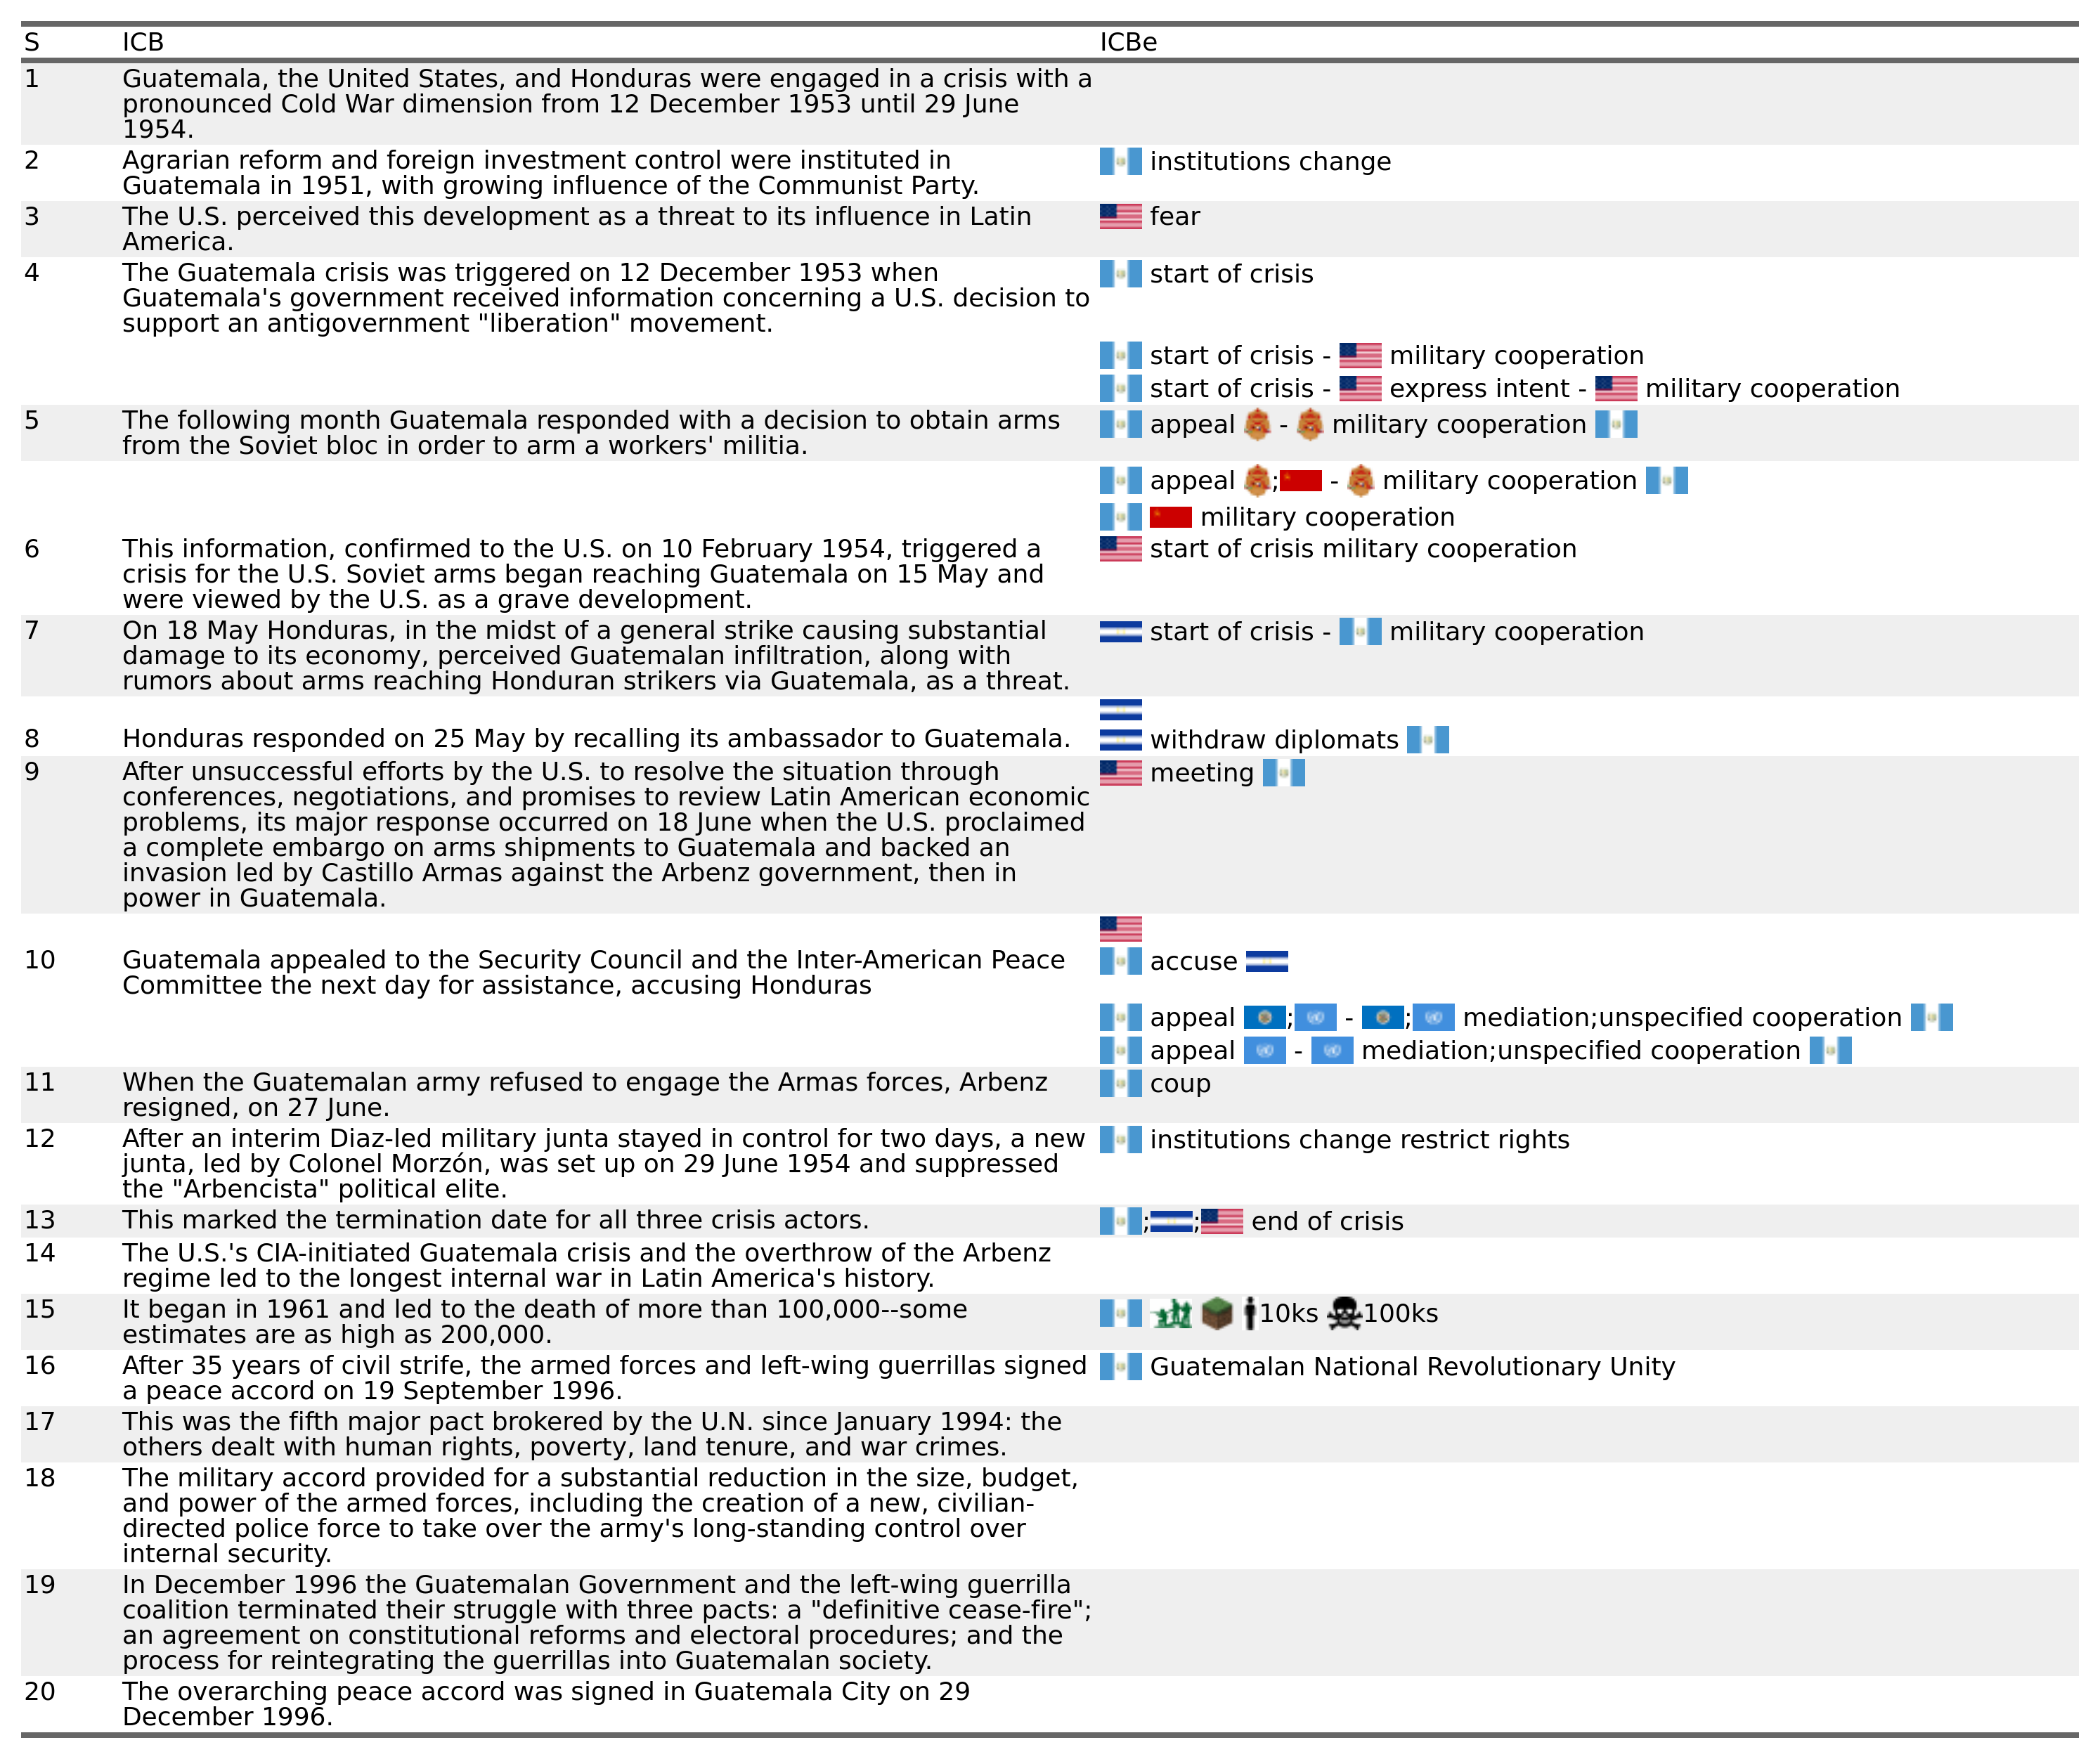 S ICB ICBe
1 Guatemala, the United States, and Honduras were engaged in a crisis with a
pronounced Cold War dimension from 12 December 1953 until 29 June
1954.
2 Agrarian reform and foreign investment control were instituted in institutions change
Guatemala in 1951, with growing influence of the Communist Party.
3 The U.S. perceived this development as a threat to its influence in Latin fear
America.
4 The Guatemala crisis was triggered on 12 December 1953 when start of crisis
Guatemala's government received information concerning a U.S. decision to
support an antigovernment "liberation" movement.
start of crisis - military cooperation
start of crisis - express intent - military cooperation
5 The following month Guatemala responded with a decision to obtain arms appeal - military cooperation
from the Soviet bloc in order to arm a workers' militia.
appeal ; - military cooperation
military cooperation
6 This information, confirmed to the U.S. on 10 February 1954, triggered a start of crisis military cooperation
crisis for the U.S. Soviet arms began reaching Guatemala on 15 May and
were viewed by the U.S. as a grave development.
7 On 18 May Honduras, in the midst of a general strike causing substantial start of crisis - military cooperation
damage to its economy, perceived Guatemalan infiltration, along with
rumors about arms reaching Honduran strikers via Guatemala, as a threat.
8 Honduras responded on 25 May by recalling its ambassador to Guatemala. withdraw diplomats
9 After unsuccessful efforts by the U.S. to resolve the situation through meeting
conferences, negotiations, and promises to review Latin American economic
problems, its major response occurred on 18 June when the U.S. proclaimed
a complete embargo on arms shipments to Guatemala and backed an
invasion led by Castillo Armas against the Arbenz government, then in
power in Guatemala.
10 Guatemala appealed to the Security Council and the Inter-American Peace accuse
Committee the next day for assistance, accusing Honduras
appeal ; - ; mediation;unspecified cooperation
appeal - mediation;unspecified cooperation
11 When the Guatemalan army refused to engage the Armas forces, Arbenz coup
resigned, on 27 June.
12 After an interim Diaz-led military junta stayed in control for two days, a new institutions change restrict rights
junta, led by Colonel Morzón, was set up on 29 June 1954 and suppressed
the "Arbencista" political elite.
13 This marked the termination date for all three crisis actors. ; ; end of crisis
14 The U.S.'s CIA-initiated Guatemala crisis and the overthrow of the Arbenz
regime led to the longest internal war in Latin America's history.
15 It began in 1961 and led to the death of more than 100,000--some 10ks 100ks
estimates are as high as 200,000.
16 After 35 years of civil strife, the armed forces and left-wing guerrillas signed Guatemalan National Revolutionary Unity
a peace accord on 19 September 1996.
17 This was the fifth major pact brokered by the U.N. since January 1994: the
others dealt with human rights, poverty, land tenure, and war crimes.
18 The military accord provided for a substantial reduction in the size, budget,
and power of the armed forces, including the creation of a new, civilian-
directed police force to take over the army's long-standing control over
internal security.
19 In December 1996 the Guatemalan Government and the left-wing guerrilla
coalition terminated their struggle with three pacts: a "definitive cease-fire";
an agreement on constitutional reforms and electoral procedures; and the
process for reintegrating the guerrillas into Guatemalan society.
20 The overarching peace accord was signed in Guatemala City on 29
December 1996.